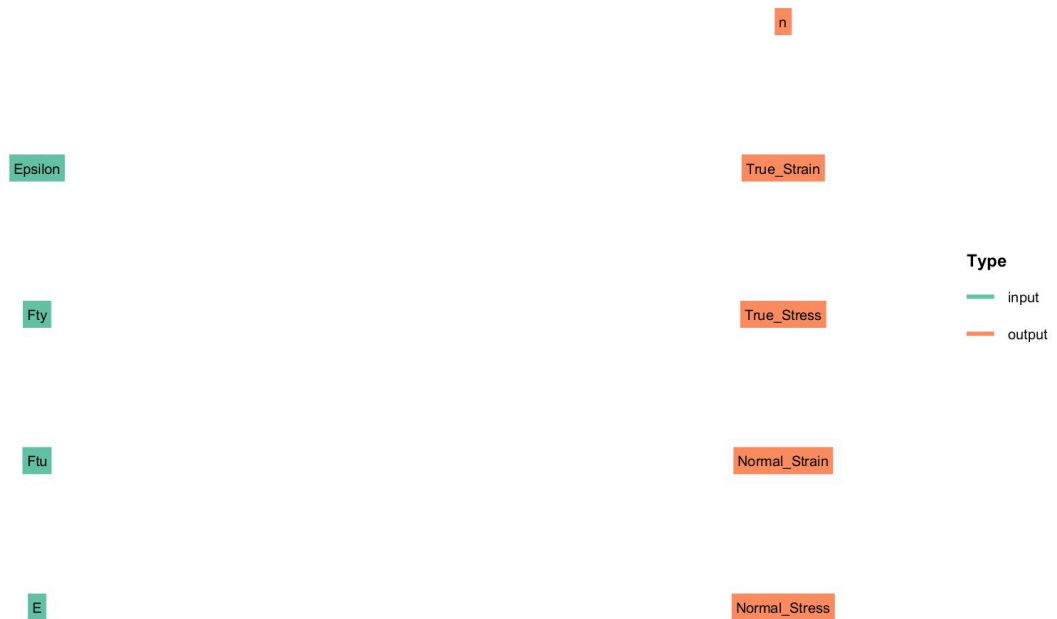 n
Epsilon
True_Strain
Type
input
Fty
True_Stress
output
Ftu
Normal_Strain
E
Normal_Stress